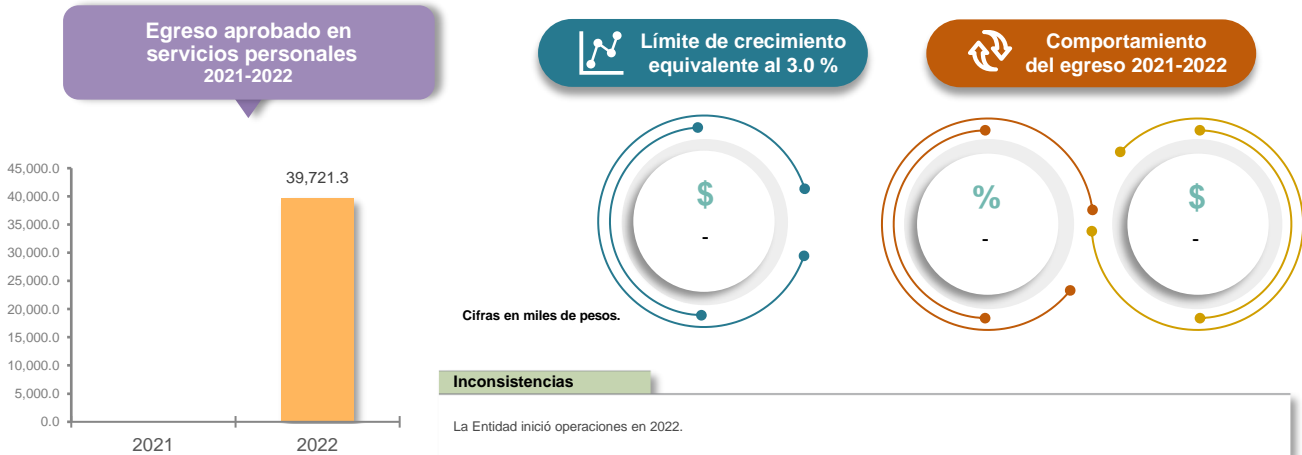 Egreso aprobado en
servicios personales
2021-2022
Límite de crecimiento
equivalente al 3.0 %
Comportamiento
del egreso 2021-2022
45,000.0
40,000.0
35,000.0
30,000.0
25,000.0
20,000.0
15,000.0
10,000.0
5,000.0
0.0
39,721.3
2021
2022
$
-
%
-
$
-
Cifras en miles de pesos.
Inconsistencias
La Entidad inició operaciones en 2022.